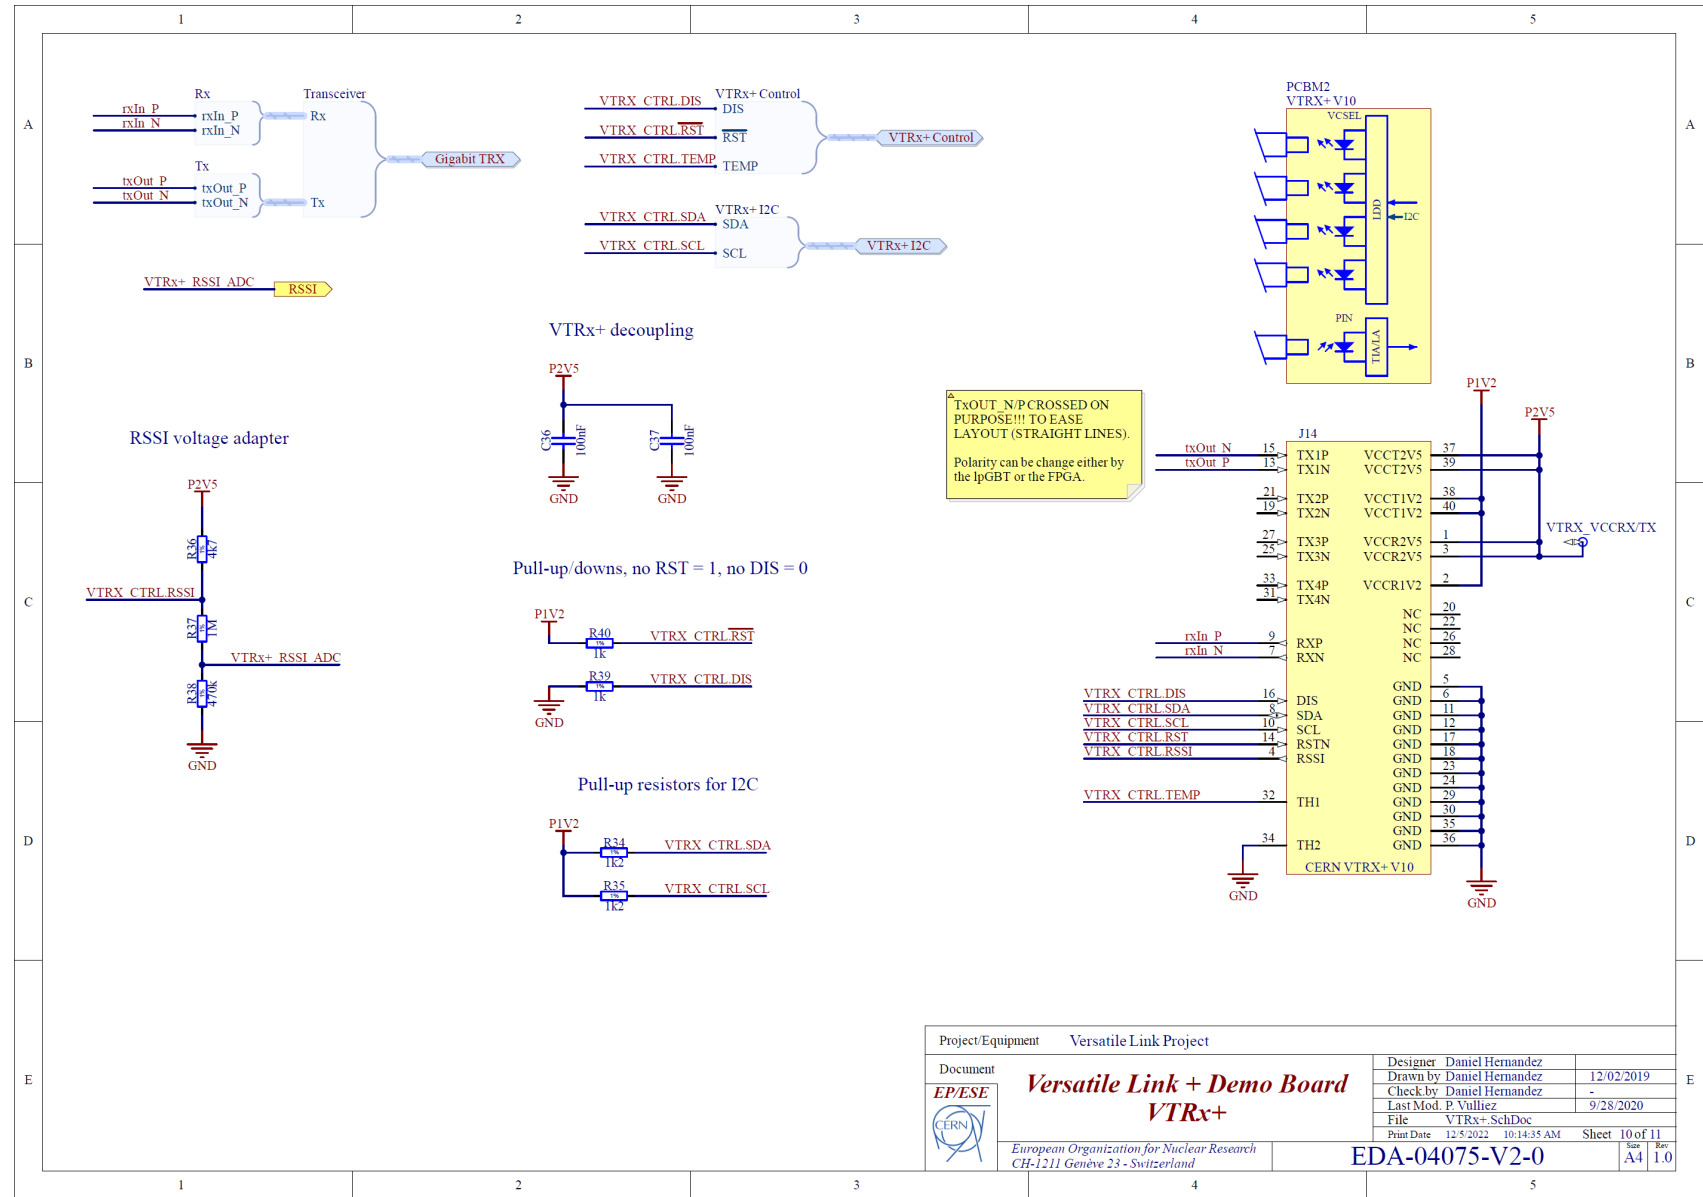 1 2 3 4 5
A A
B B
C C
D D
E E
Rx
rxIn_P rxIn_P
rxIn_N rxIn_N
Tx
txOut_P txOut_P
txOut_N txOut_N
Transceiver
Rx
Tx
Gigabit TRX
VTRx+_RSSI_ADC RSSI
VTRx+ Control
VTRX_CTRL.DIS DIS
VTRX_CTRL.RST RST
VTRX_CTRL.TEMP TEMP
VTRx+ Control
VTRx+ I2C
VTRX_CTRL.SDA SDA
VTRX_CTRL.SCL SCL
VTRx+ I2C
VTRx+ decoupling
P2V5
C36 100nF
C37 100nF
GND GND
RSSI voltage adapter
P2V5
R36 1% 4k7
VTRX_CTRL.RSSI
R37 1% 1M
VTRx+_RSSI_ADC
R38 1% 470k
GND
Pull-up/downs, no RST = 1, no DIS = 0
P1V2
R40 VTRX_CTRL.RST
1%
1k
R39 VTRX_CTRL.DIS
1%
1k
GND
Pull-up resistors for I2C
P1V2
R34 VTRX_CTRL.SDA
1%
1k2
R35 VTRX_CTRL.SCL
1%
1k2
PCBM2
VTRX+ V10
VCSEL
LDD
I2C
PIN
TIA/LA
TxOUT_N/P CROSSED ON
PURPOSE!!! TO EASE
LAYOUT (STRAIGHT LINES).
Polarity can be change either by
the lpGBT or the FPGA.
P1V2
P2V5
J14
txOut_N 15 TX1P VCCT2V5 37
txOut_P 13 TX1N VCCT2V5 39
21 TX2P VCCT1V2 38
19 TX2N VCCT1V2 40
27 TX3P VCCR2V5 1
25 TX3N VCCR2V5 3
VTRX_VCCRX/TX
33 TX4P VCCR1V2 2
31 TX4N
NC 20
NC 22
rxIn_P 9 RXP NC 26
rxIn_N 7 RXN NC 28
GND 5
VTRX_CTRL.DIS 16 DIS GND 6
VTRX_CTRL.SDA 8 SDA GND 11
VTRX_CTRL.SCL 10 SCL GND 12
VTRX_CTRL.RST 14 RSTN GND 17
VTRX_CTRL.RSSI 4 RSSI GND 18
GND 23
GND 24
VTRX_CTRL.TEMP 32 TH1 GND 29
GND 30
GND 35
34 TH2 GND 36
CERN VTRX+ V10
GND GND
Project/Equipment Versatile Link Project
Document
EP/ESE
CERN
Versatile Link + Demo Board
VTRx+
Designer Daniel Hernandez
Drawn by Daniel Hernandez 12/02/2019
Check.by Daniel Hernandez -
Last Mod. P. Vulliez 9/28/2020
File VTRx+.SchDoc
Print Date 12/5/2022 10:14:35 AM Sheet 10 of 11
European Organization for Nuclear Research
CH-1211 Genève 23 - Switzerland
EDA-04075-V2-0
Size Rev
A4 1.0
1 2 3 4 5